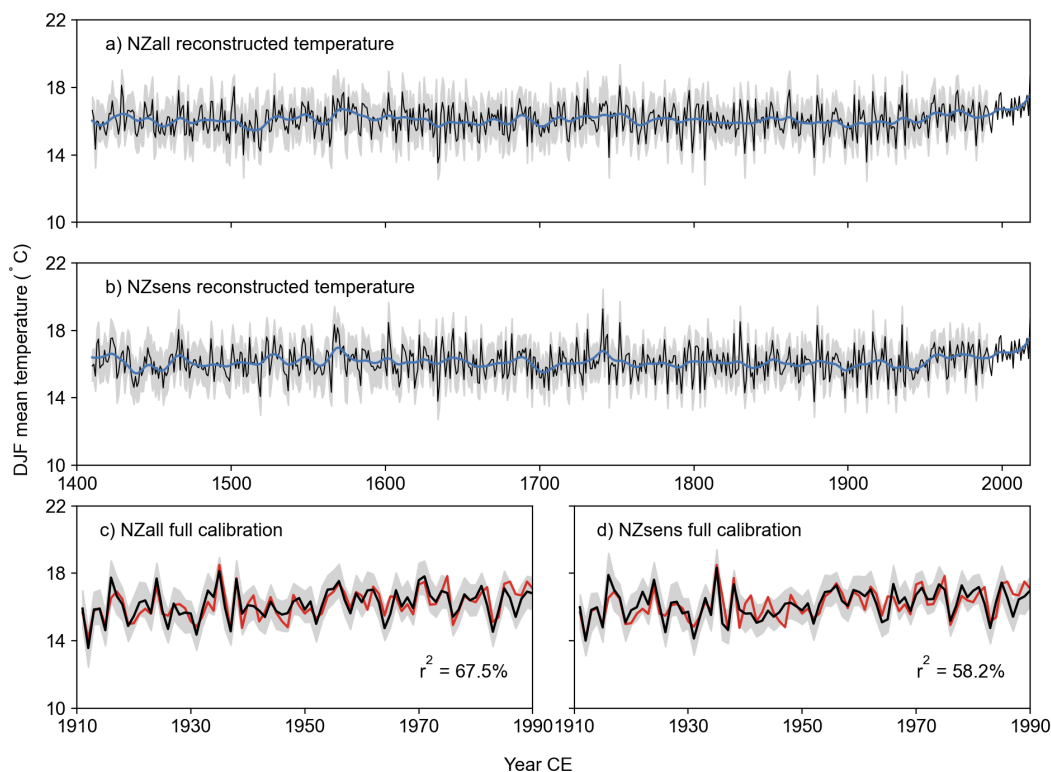 22
a) NZall reconstructed temperature
18
14
10
DJF mean temperature (°C)
22
b) NZsens reconstructed temperature
18
14
10
1400 1500 1600 1700 1800 1900 2000
22
c) NZall full calibration
d) NZsens full calibration
18
14
r² = 67.5%
r² = 58.2%
10
1910 1930 1950 1970 1990
1910 1930 1950 1970 1990
Year CE